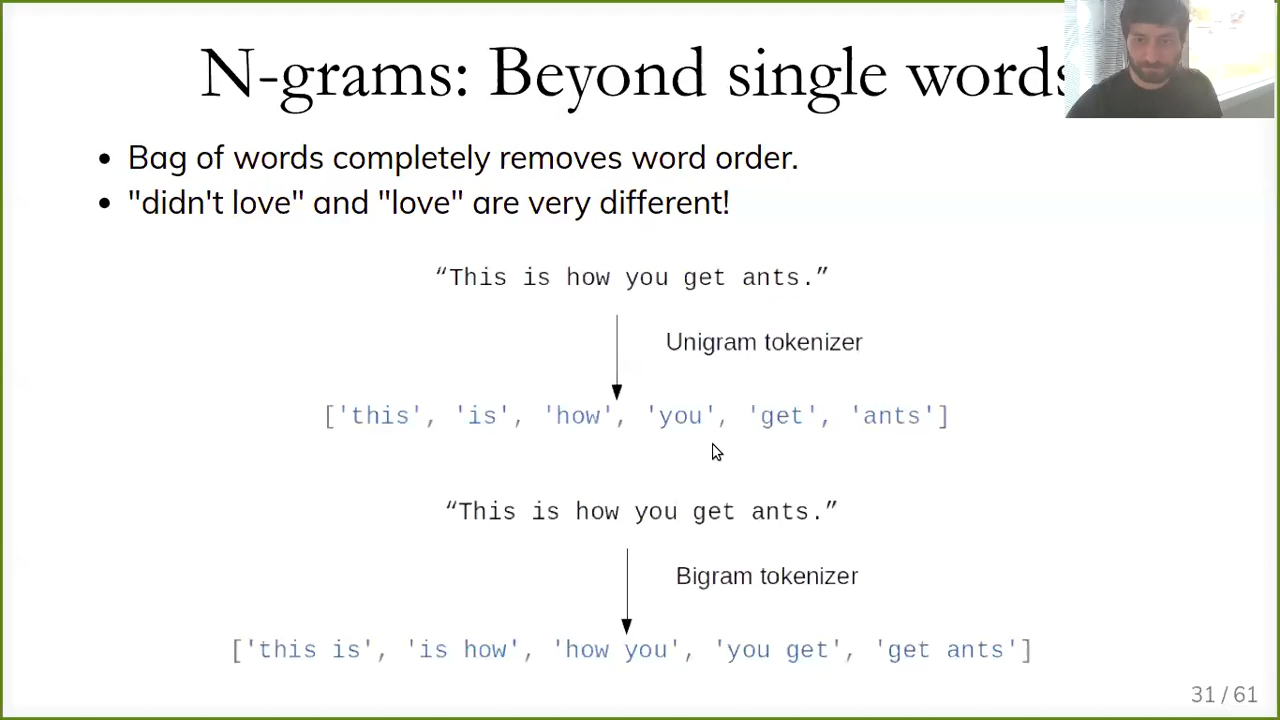 N-grams: Beyond single words
• Bag of words completely removes word order.
• "didn't love" and "love" are very different!
“This is how you get ants.”
Unigram tokenizer
['this', 'is', 'how', 'you', 'get', 'ants']
“This is how you get ants.”
Bigram tokenizer
['this is', 'is how', 'how you', 'you get', 'get ants']
31 / 61